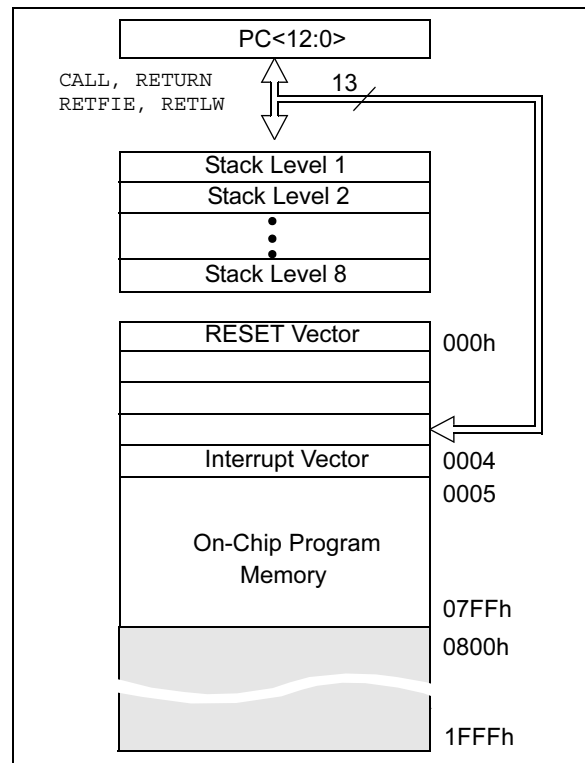 PC<12:0>
CALL, RETURN
RETFIE, RETLW
13
Stack Level 1
Stack Level 2
Stack Level 8
RESET Vector
000h
Interrupt Vector
0004
0005
On-Chip Program
Memory
07FFh
0800h
1FFFh